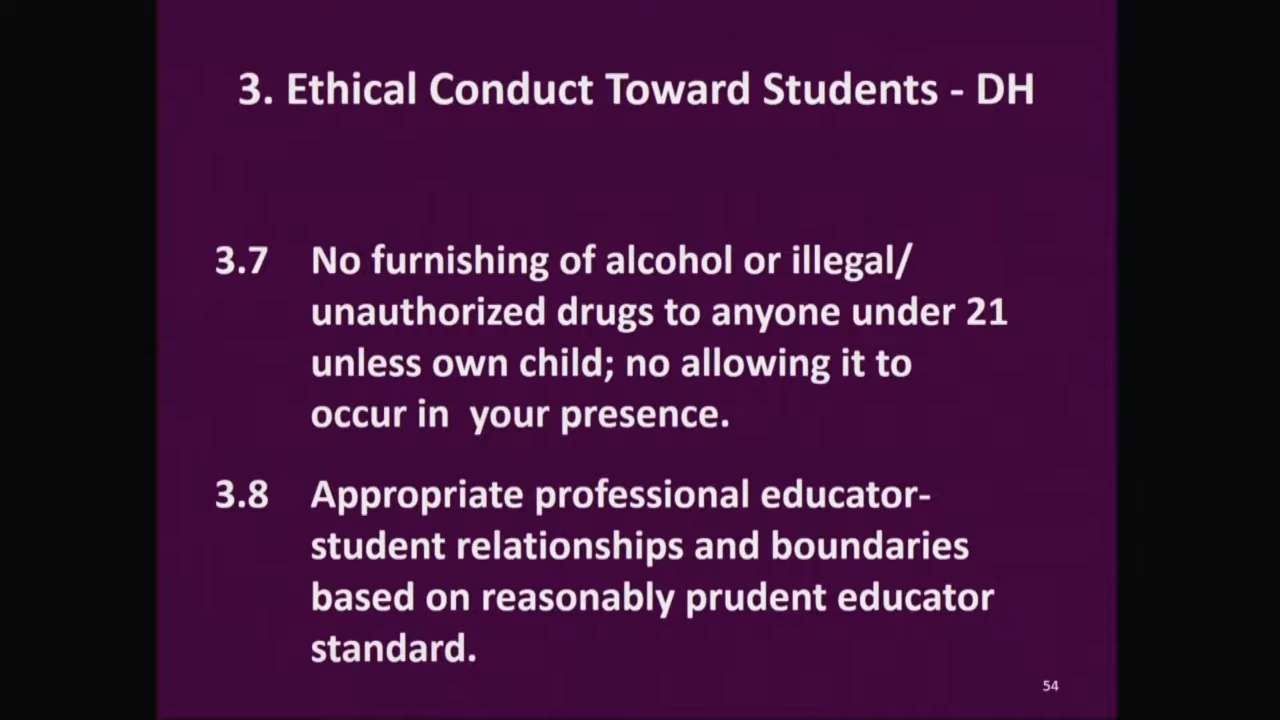 3. Ethical Conduct Toward Students - DH
3.7 No furnishing of alcohol or illegal/
unauthorized drugs to anyone under 21
unless own child; no allowing it to
occur in  your presence.
3.8 Appropriate professional educator-
student relationships and boundaries
based on reasonably prudent educator
standard.
54